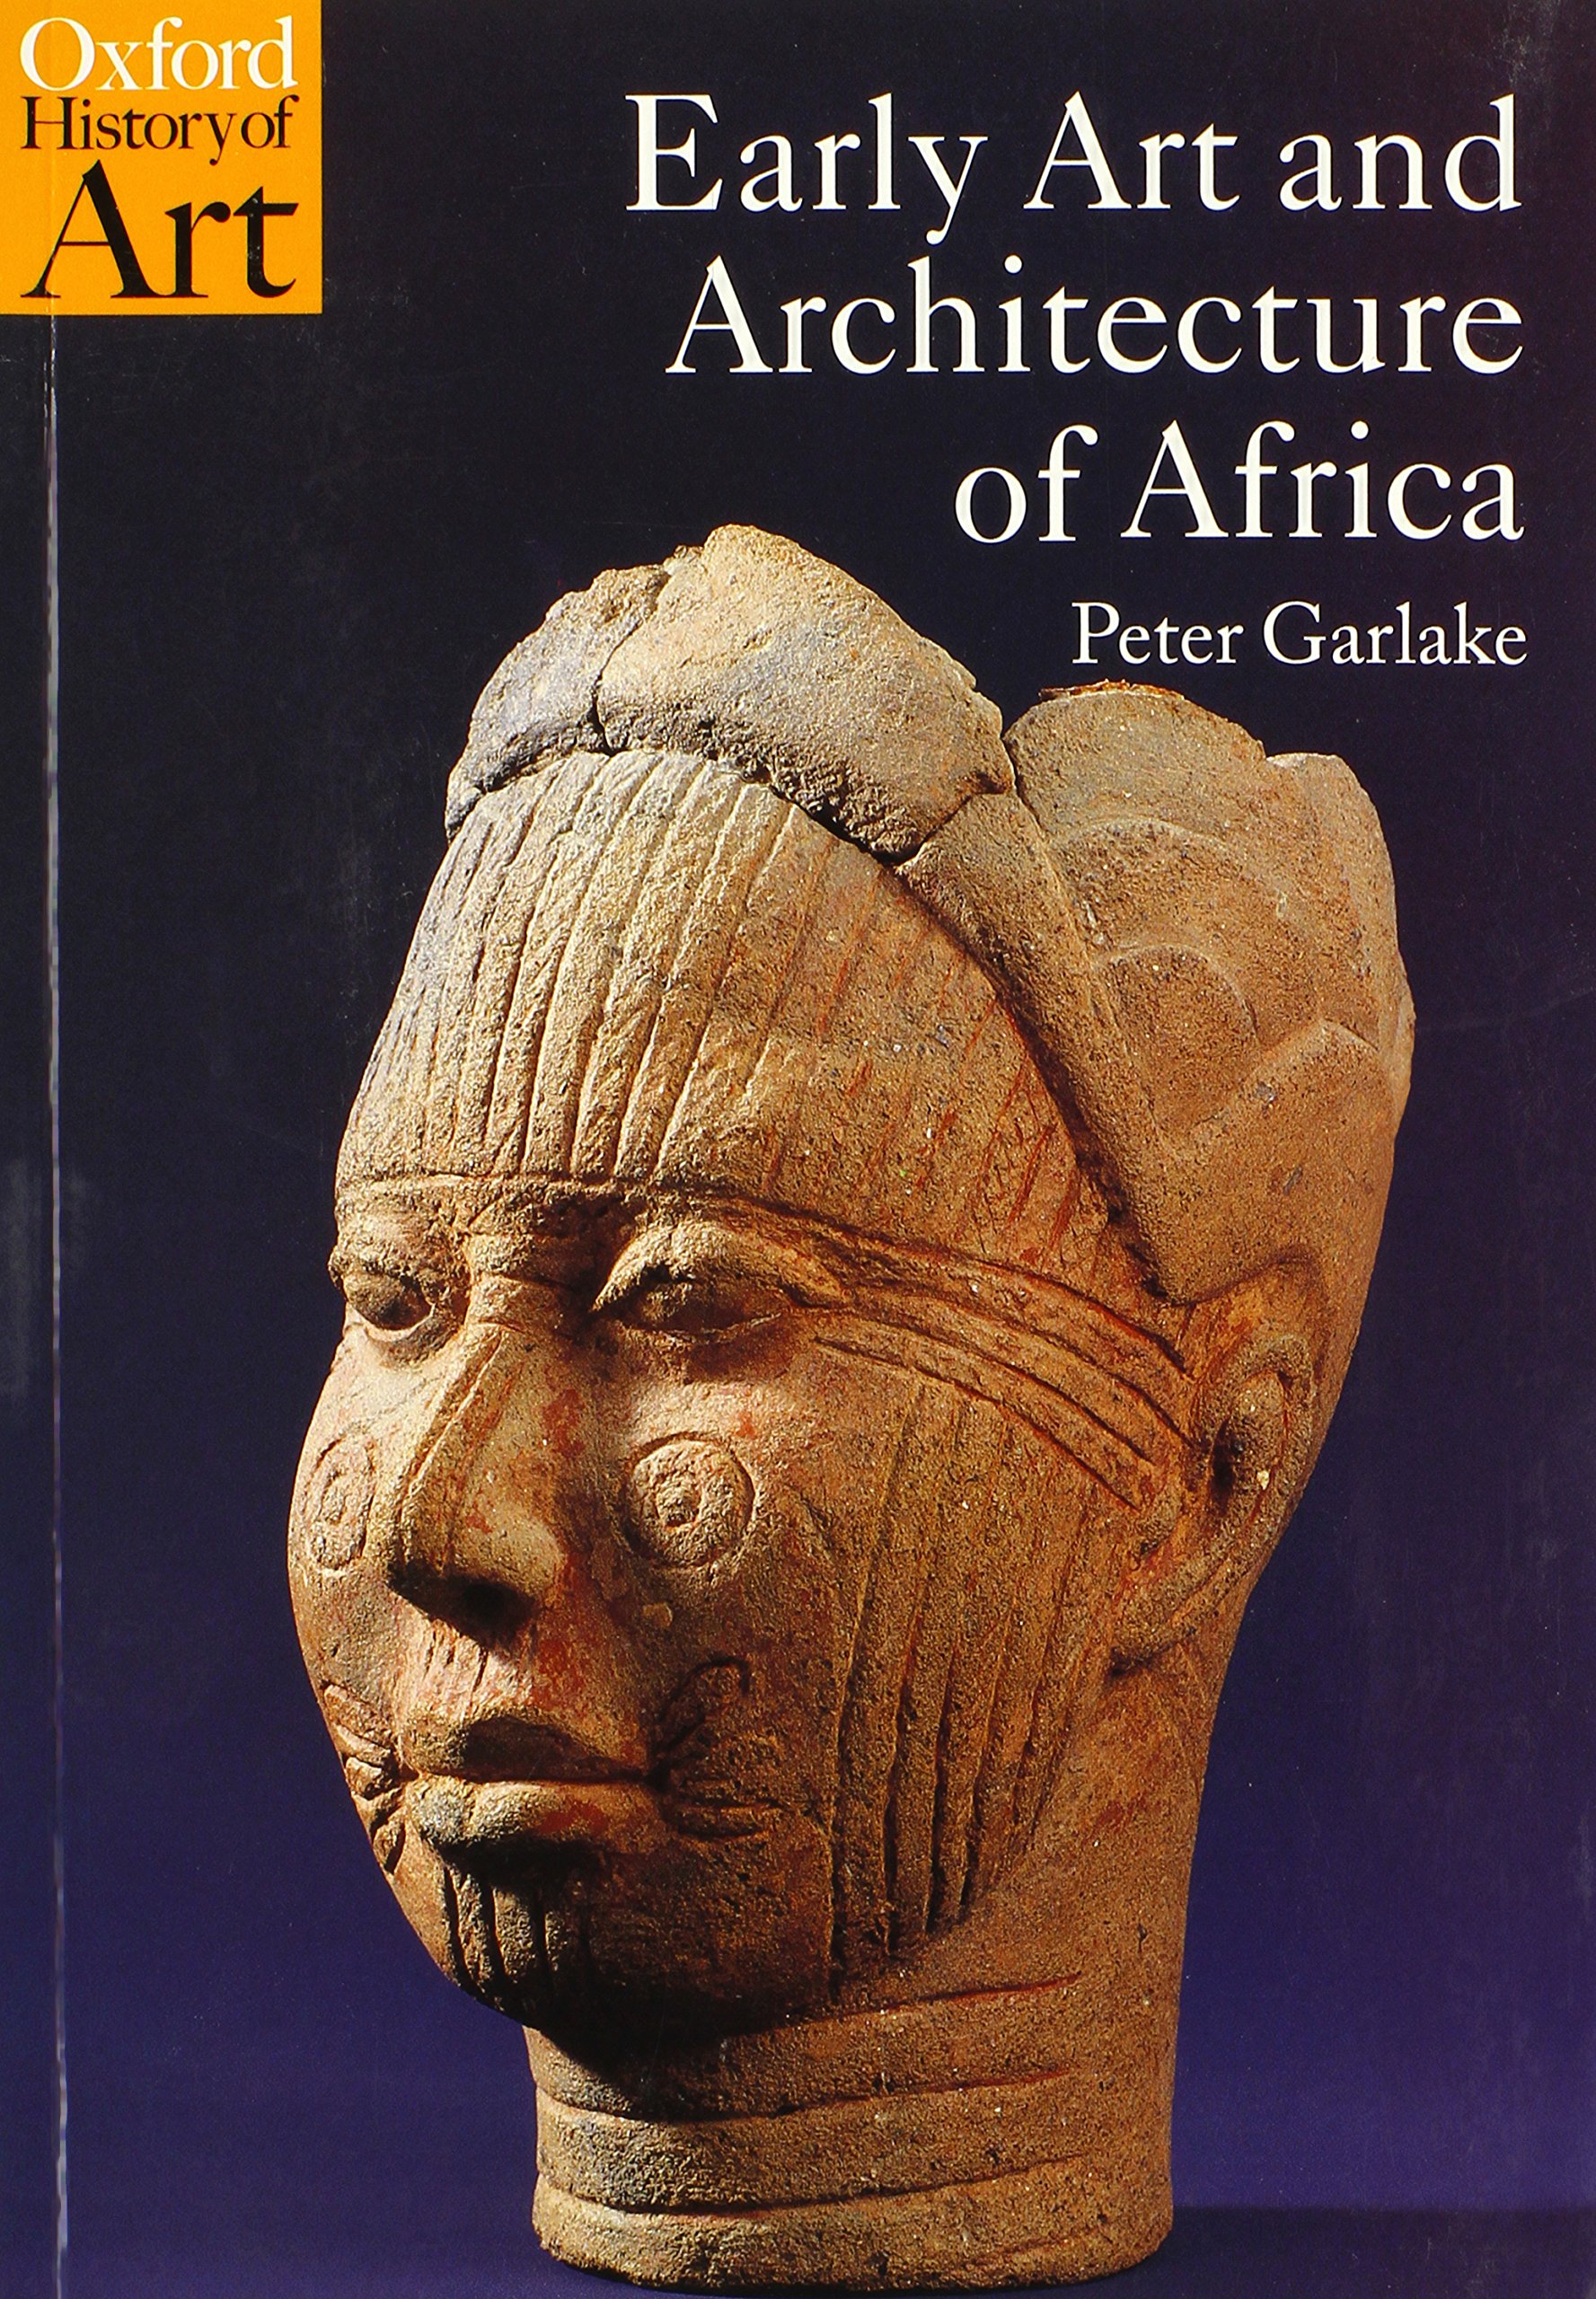 Oxford
History of
Art
Early Art and
Architecture
of Africa
Peter Garlake